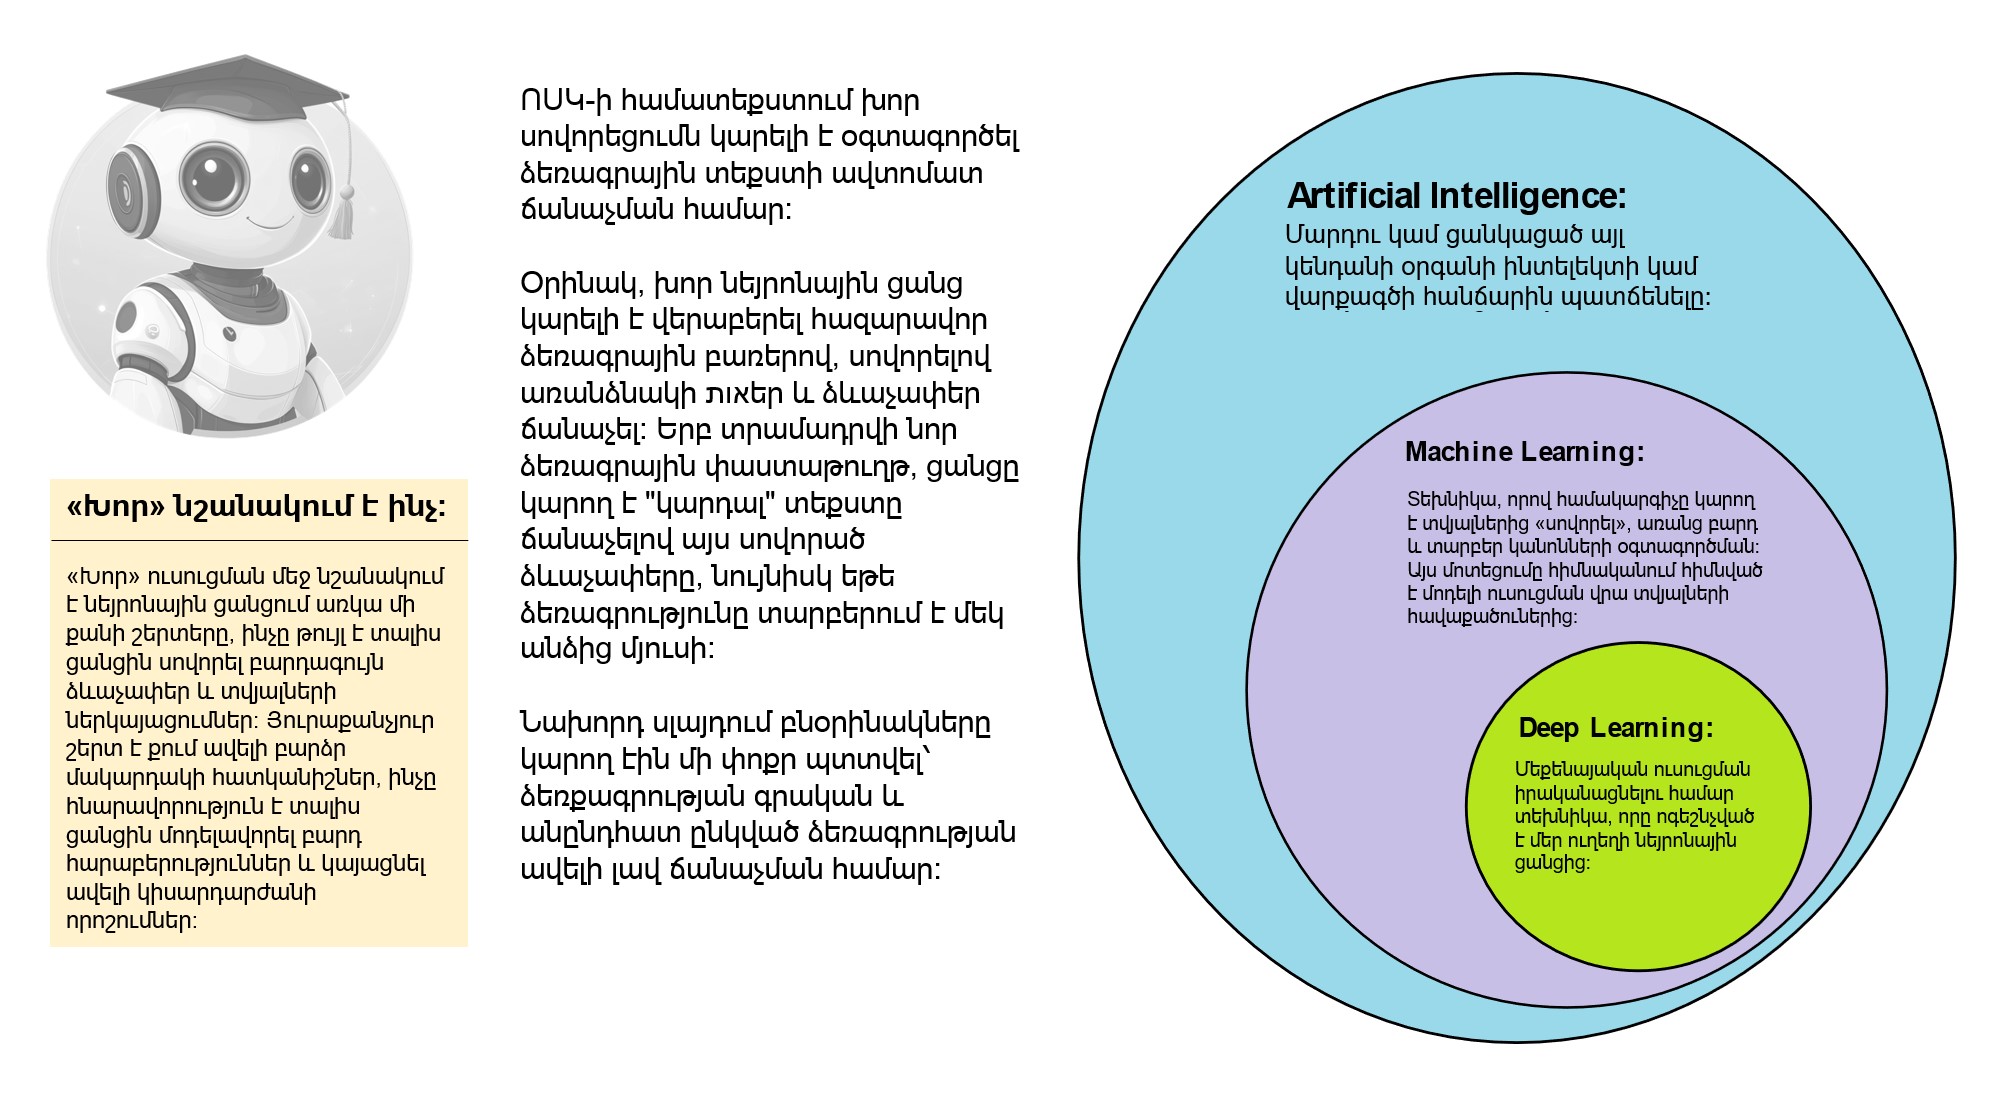 «Խոր» նշանակում է ինչ:
«Խոր» ուսուցման մեջ նշանակում
է նեյրոնային ցանցում առկա մի
քանի շերտերը, ինչը թույլ է տալիս
ցանցին սովորել բարդագույն
ձևաչափեր և տվյալների
ներկայացումներ: Յուրաքանչյուր
շերտ է քում ավելի բարձր
մակարդակի հատկանիշներ, ինչը
հնարավորություն է տալիս
ցանցին մոդելավորել բարդ
հարաբերություններ և կայացնել
ավելի կիսարդարժանի
որոշումներ:
ՈՍԿ-ի համատեքստում խոր
սովորեցումն կարելի է օգտագործել
ձեռագրային տեքստի ավտոմատ
ճանաչման համար:
Օրինակ, խոր նեյրոնային ցանց
կարելի է վերաբերել հազարավոր
ձեռագրային բառերով, սովորելով
առանձնակի אותեր և ձևաչափեր
ճանաչել: Երբ տրամադրվի նոր
ձեռագրային փաստաթուղթ, ցանցը
կարող է "կարդալ" տեքստը
ճանաչելով այս սովորած
ձևաչափերը, նույնիսկ եթե
ձեռագրությունը տարբերում է մեկ
անձից մյուսի:
Նախորդ սլայդում բնօրինակները
կարող էին մի փոքր պտտվել՝
ձեռքագրության գրական և
անընդհատ ընկված ձեռագրության
ավելի լավ ճանաչման համար:
Artificial Intelligence:
Մարդու կամ ցանկացած այլ
կենդանի օրգանի ինտելեկտի կամ
վարքագծի հանճարին պատճենելը:
Machine Learning:
Տեխնիկա, որով համակարգիչը կարող
է տվյալներից «սովորել», առանց բարդ
և տարբեր կանոնների օգտագործման:
Այս մոտեցումը հիմնականում հիմնված
է մոդելի ուսուցման վրա տվյալների
հավաքածուներից:
Deep Learning:
Մեքենայական ուսուցման
իրականացնելու համար
տեխնիկա, որը ոգեշնչված
է մեր ուղեղի նեյրոնային
ցանցից: